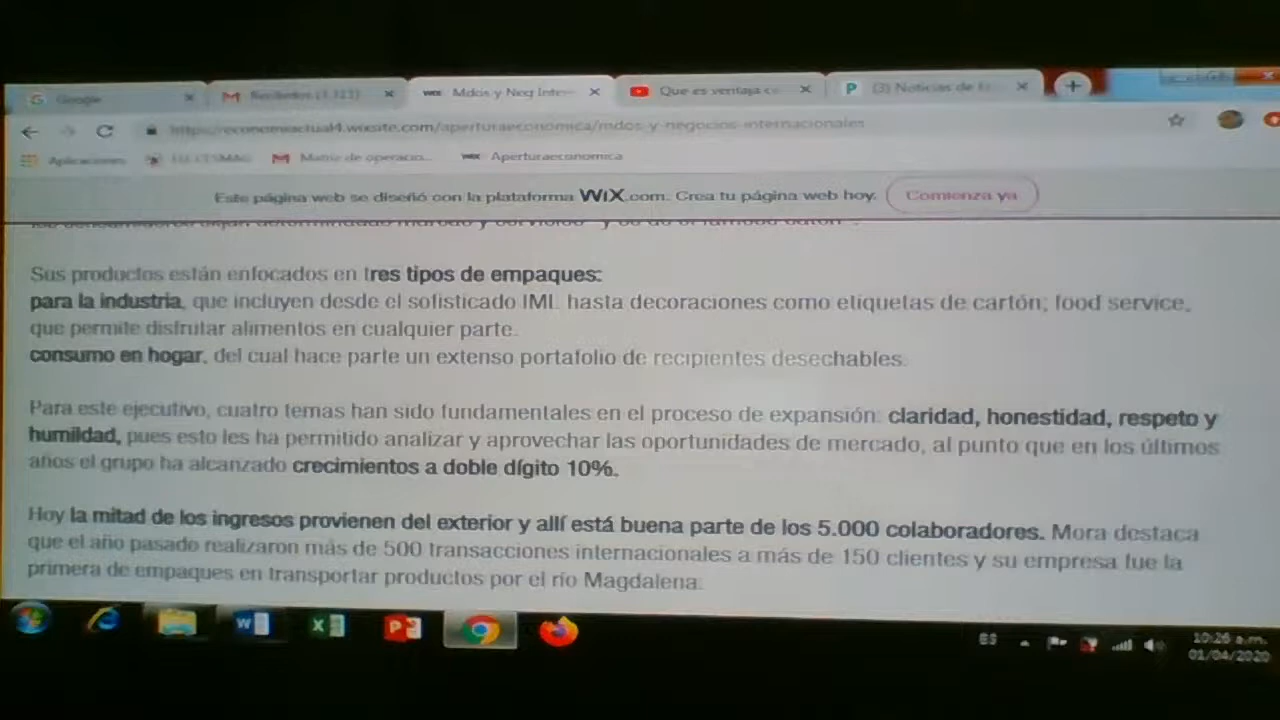 Google
Recibidos (1.323)
WIX Mdos y Neg Inter
Que es ventaja c
(3) Noticias de
https://reconoceactual4.wixsite.com/aperturaeconomica/mdos-y-negocios-internacionales
Aplicaciones
Matriz de operacio...
WIX Aperturaeconomica
Este página web se diseñó con la plataforma WiX.com. Crea tu página web hoy. Comienza ya
Sus productos están enfocados en tres tipos de empaques:
para la industria, que incluyen desde el sofisticado IML hasta decoraciones como etiquetas de cartón; food service,
que permite disfrutar alimentos en cualquier parte.
consumo en hogar, del cual hace parte un extenso portafolio de recipientes desechables.
Para este ejecutivo, cuatro temas han sido fundamentales en el proceso de expansión: claridad, honestidad, respeto y
humildad, pues esto les ha permitido analizar y aprovechar las oportunidades de mercado, al punto que en los últimos
años el grupo ha alcanzado crecimientos a doble dígito 10%.
Hoy la mitad de los ingresos provienen del exterior y allí está buena parte de los 5.000 colaboradores. Mora destaca
que el año pasado realizaron más de 500 transacciones internacionales a más de 150 clientes y su empresa fue la
primera de empaques en transportar productos por el río Magdalena.
ES
10:26 a.m.
01/04/2020